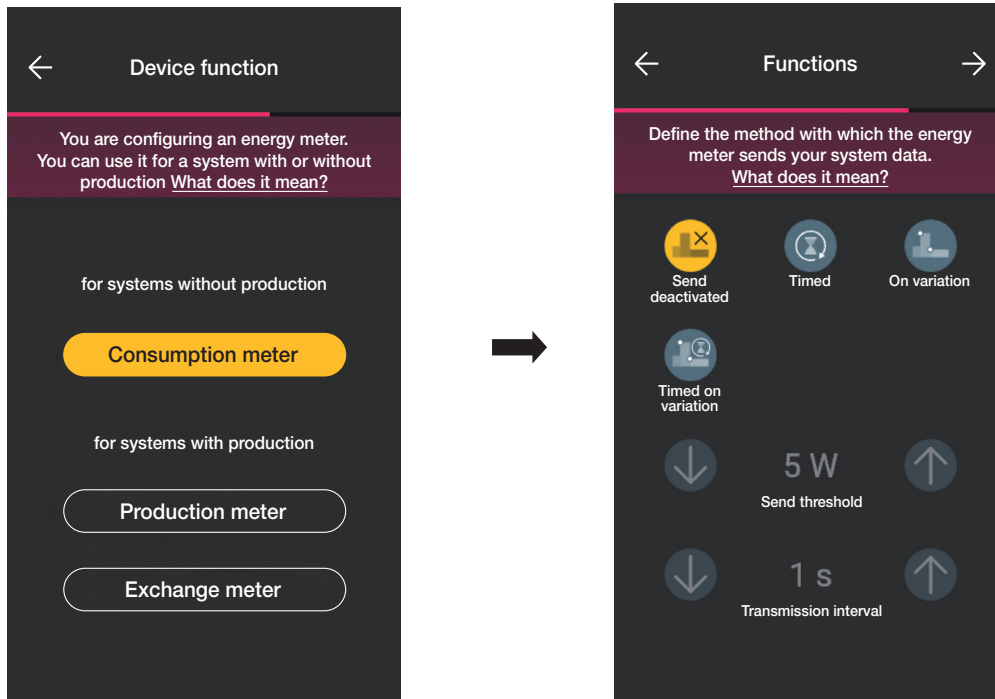 Device function
You are configuring an energy meter.
You can use it for a system with or without
production What does it mean?
for systems without production
Consumption meter
for systems with production
Production meter
Exchange meter
Functions
Define the method with which the energy
meter sends your system data.
What does it mean?
Send
deactivated
Timed
On variation
Timed on
variation
5 W
Send threshold
1 s
Transmission interval